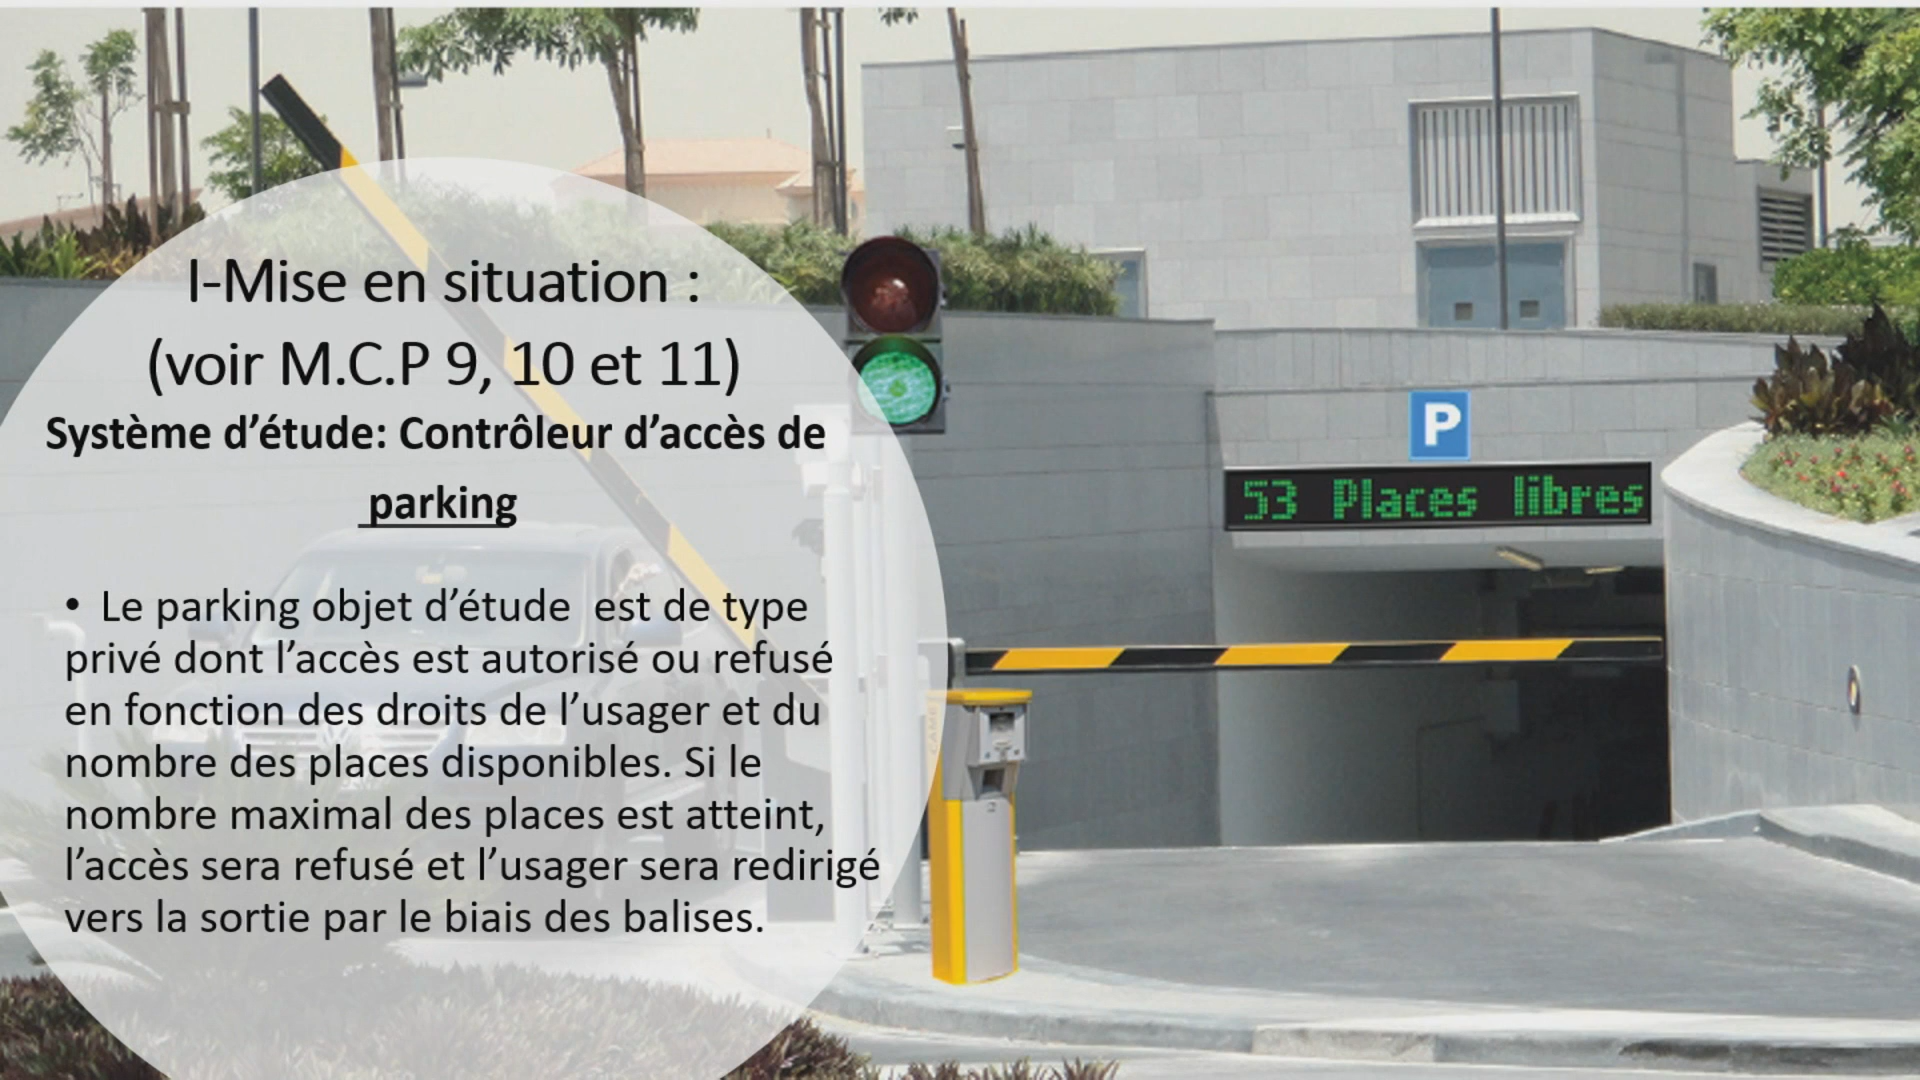 I-Mise en situation :
(voir M.C.P 9, 10 et 11)
Système d’étude: Contrôleur d’accès de
parking
• Le parking objet d’étude  est de type
privé dont l’accès est autorisé ou refusé
en fonction des droits de l’usager et du
nombre des places disponibles. Si le
nombre maximal des places est atteint,
l’accès sera refusé et l’usager sera redirigé
vers la sortie par le biais des balises.
P
53 Places libres
CAME